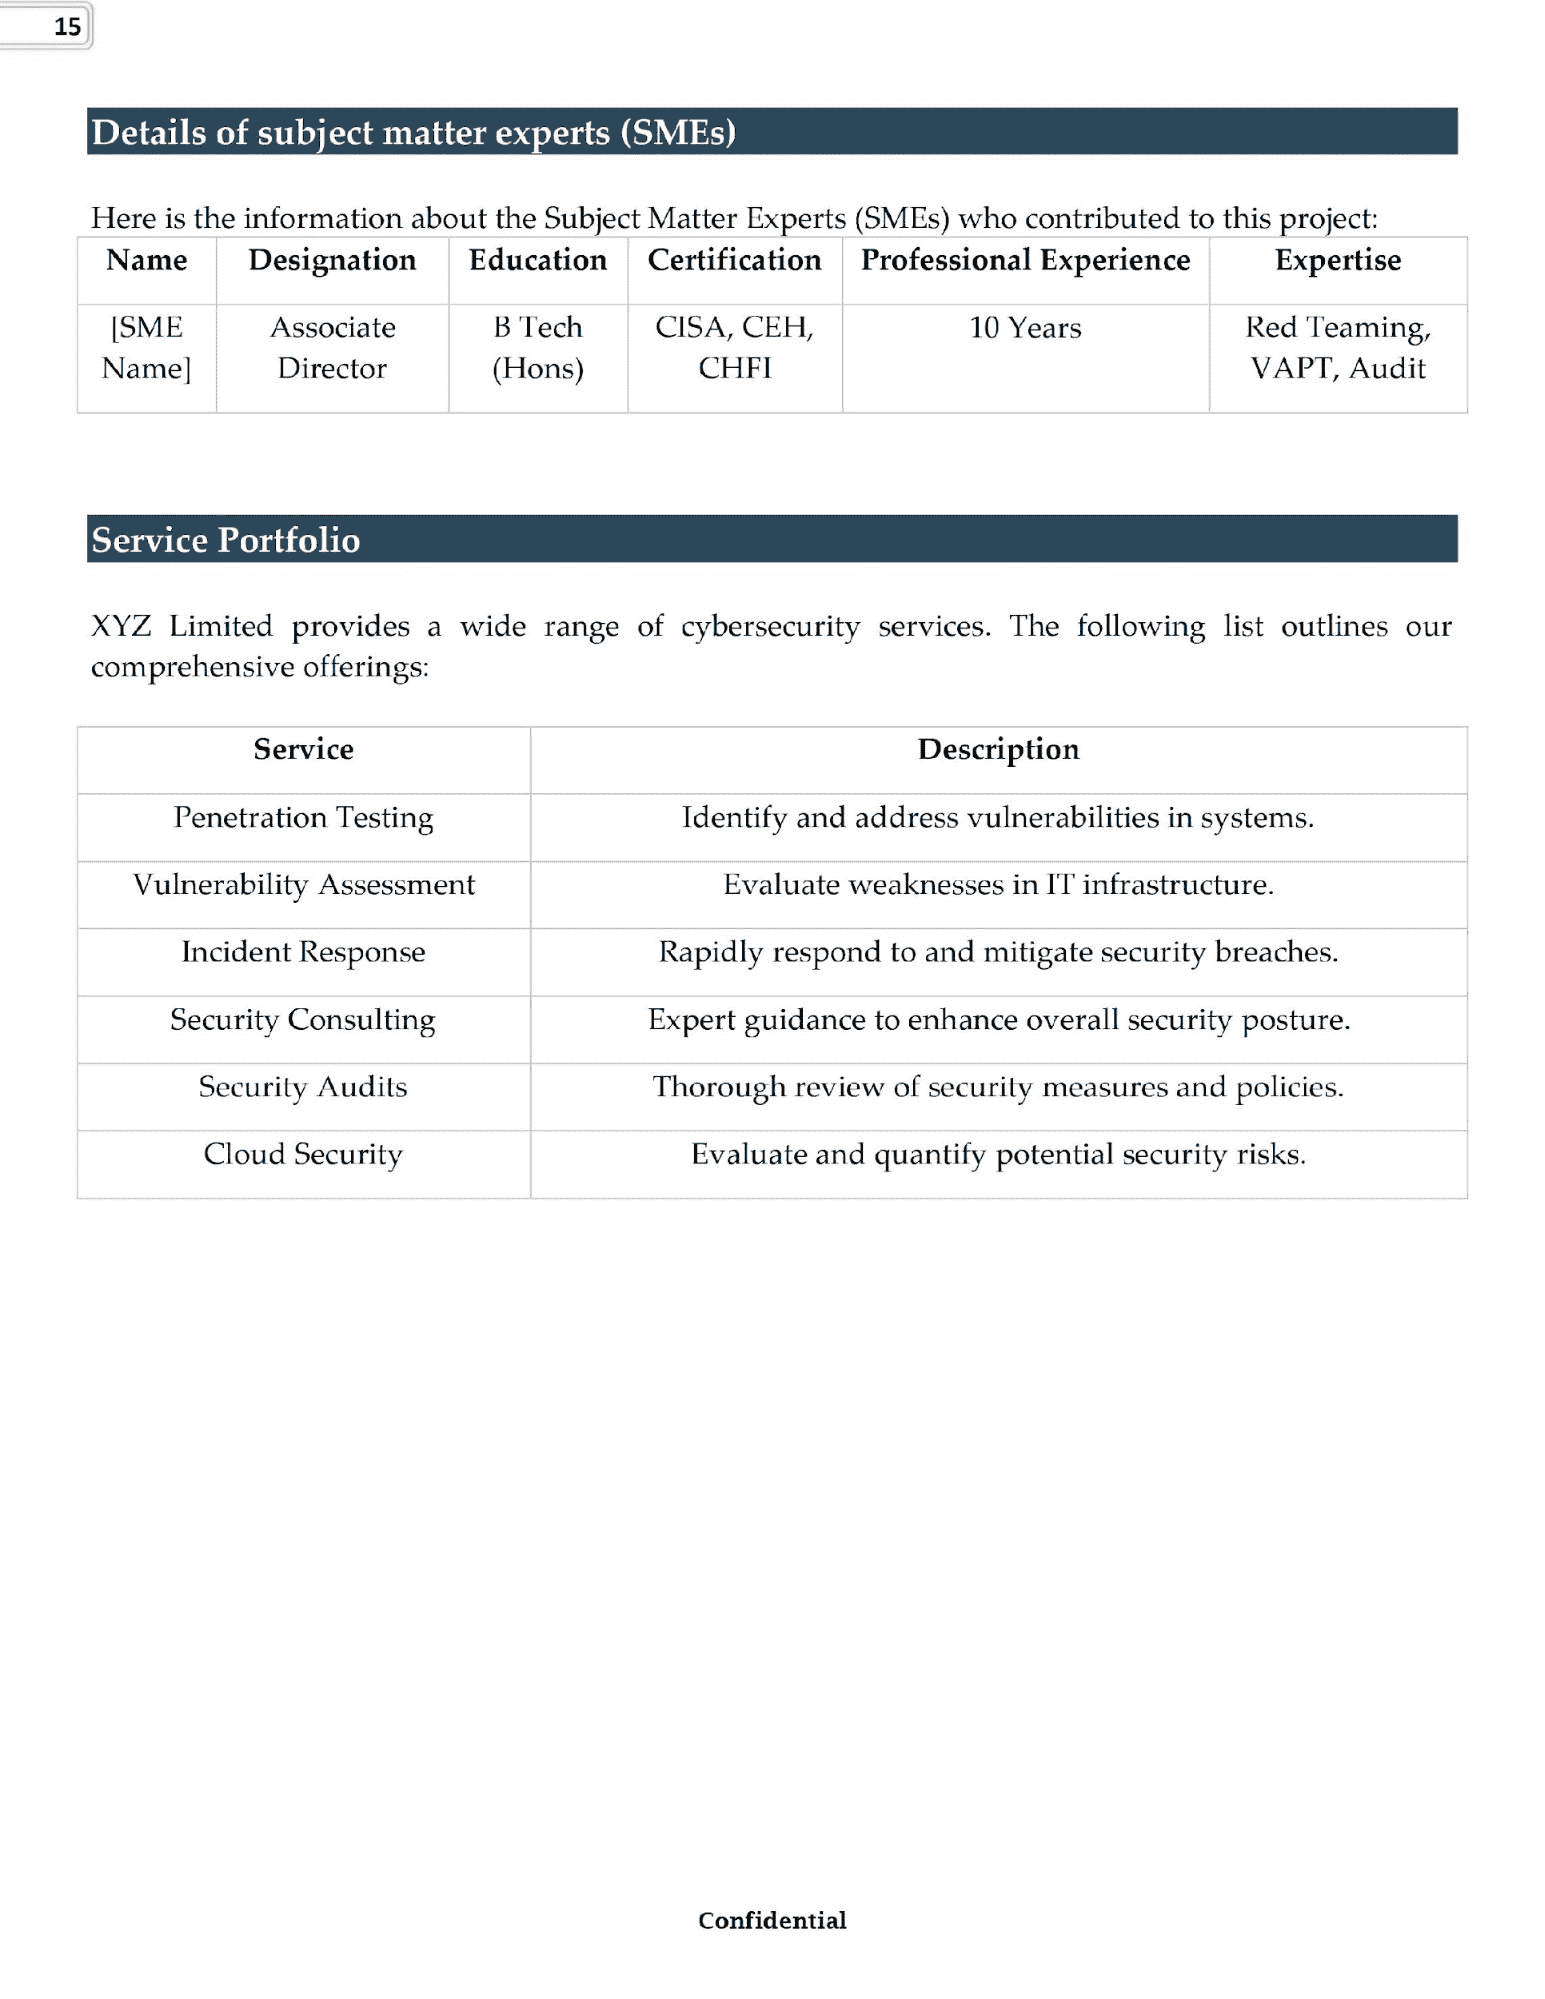 15
Details of subject matter experts (SMEs)
Here is the information about the Subject Matter Experts (SMEs) who contributed to this project:
Name Designation Education Certification Professional Experience Expertise
[SME Associate B Tech CISA, CEH, 10 Years Red Teaming,
Name] Director (Hons) CHFI VAPT, Audit
Service Portfolio
XYZ Limited provides a wide range of cybersecurity services. The following list outlines our
comprehensive offerings:
Service Description
Penetration Testing Identify and address vulnerabilities in systems.
Vulnerability Assessment Evaluate weaknesses in IT infrastructure.
Incident Response Rapidly respond to and mitigate security breaches.
Security Consulting Expert guidance to enhance overall security posture.
Security Audits Thorough review of security measures and policies.
Cloud Security Evaluate and quantify potential security risks.
Confidential